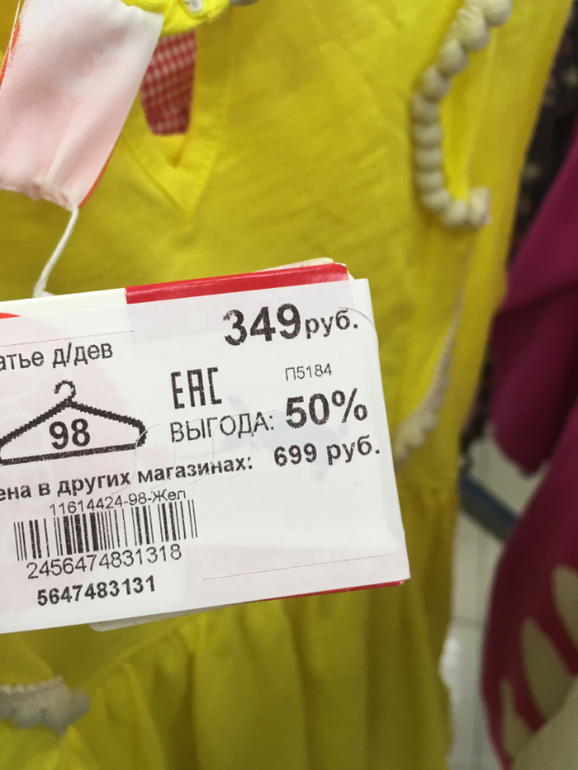 349руб.
атье д/дев
П5184
ЕАС
98
ВЫГОДА: 50%
ена в других магазинах: 699 руб.
11614424-98-Жел
2456474831318
5647483131